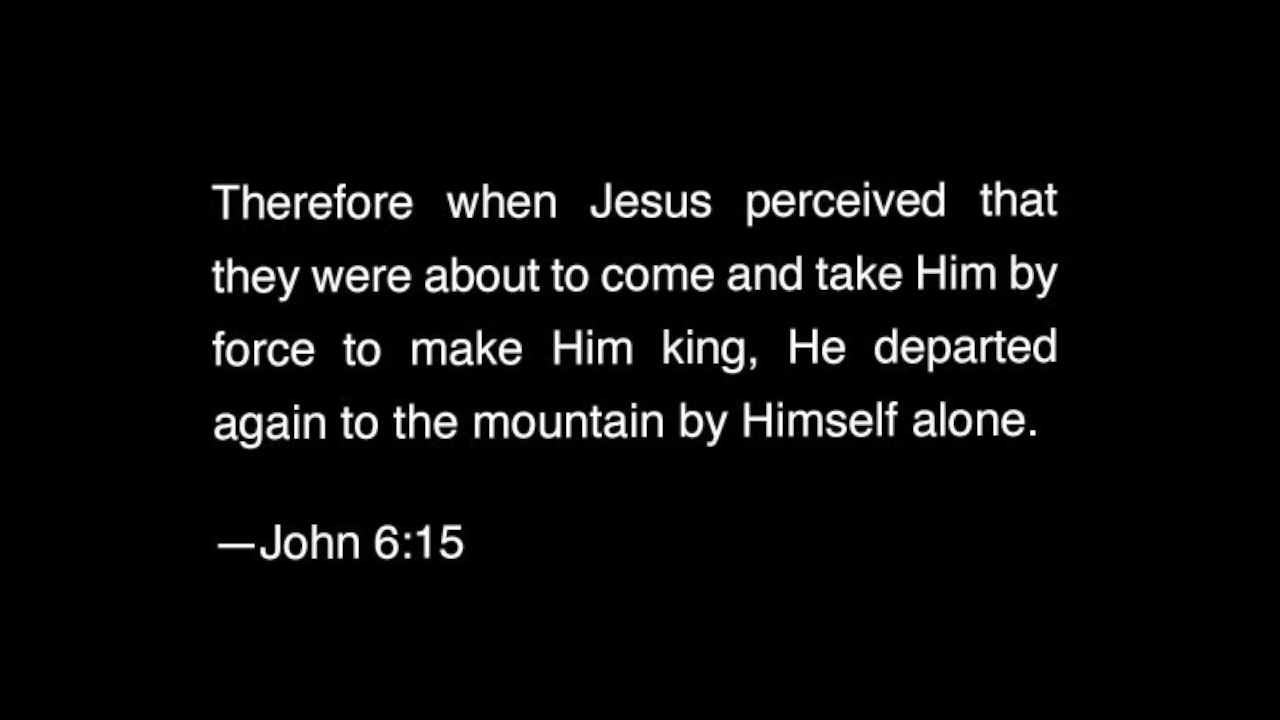 Therefore when Jesus perceived that
they were about to come and take Him by
force to make Him king, He departed
again to the mountain by Himself alone.
—John 6:15